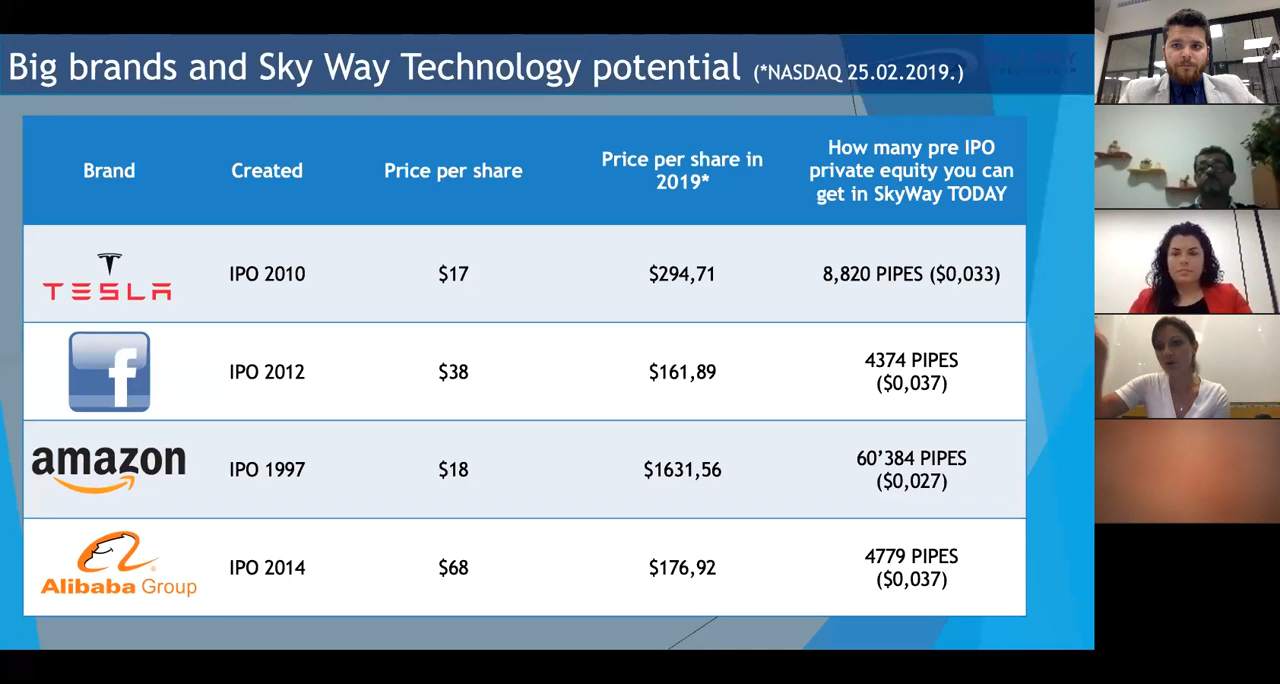 Big brands and Sky Way Technology potential (*NASDAQ 25.02.2019.)
Brand
Created
Price per share
Price per share in
2019*
How many pre IPO
private equity you can
get in SkyWay TODAY
TESLA
IPO 2010
$17
$294,71
8,820 PIPES ($0,033)
f
IPO 2012
$38
$161,89
4374 PIPES
($0,037)
amazon
IPO 1997
$18
$1631,56
60’384 PIPES
($0,027)
Alibaba Group
IPO 2014
$68
$176,92
4779 PIPES
($0,037)